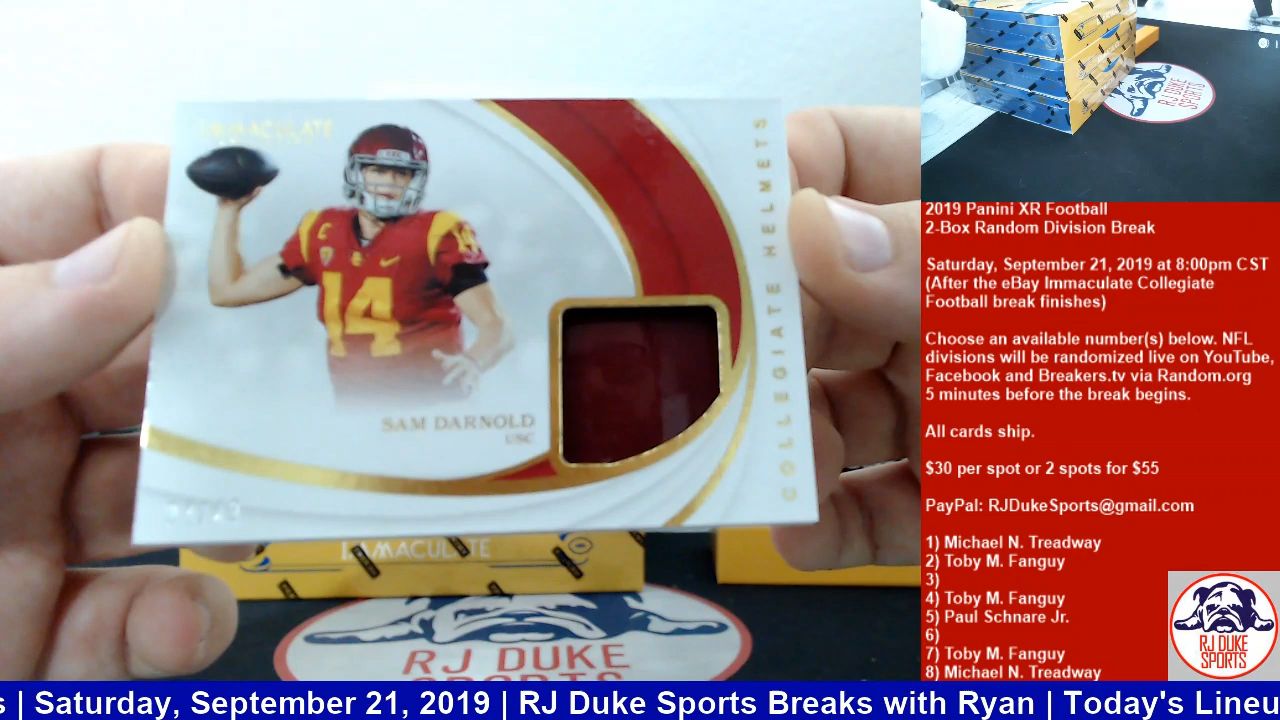 IMMACULATE
COLLEGIATE HELMETS
14
14
SAM DARNOLD
USC
IMMACULATE
RJ DUKE
SPORTS
RJ DUKE
SPORTS
2019 Panini XR Football
2-Box Random Division Break
Saturday, September 21, 2019 at 8:00pm CST
(After the eBay Immaculate Collegiate
Football break finishes)
Choose an available number(s) below. NFL
divisions will be randomized live on YouTube,
Facebook and Breakers.tv via Random.org
5 minutes before the break begins.
All cards ship.
$30 per spot or 2 spots for $55
PayPal: RJDukeSports@gmail.com
1) Michael N. Treadway
2) Toby M. Fanguy
3)
4) Toby M. Fanguy
5) Paul Schnare Jr.
6)
7) Toby M. Fanguy
8) Michael N. Treadway
RJ DUKE
SPORTS
s | Saturday, September 21, 2019 | RJ Duke Sports Breaks with Ryan | Today's Lineu